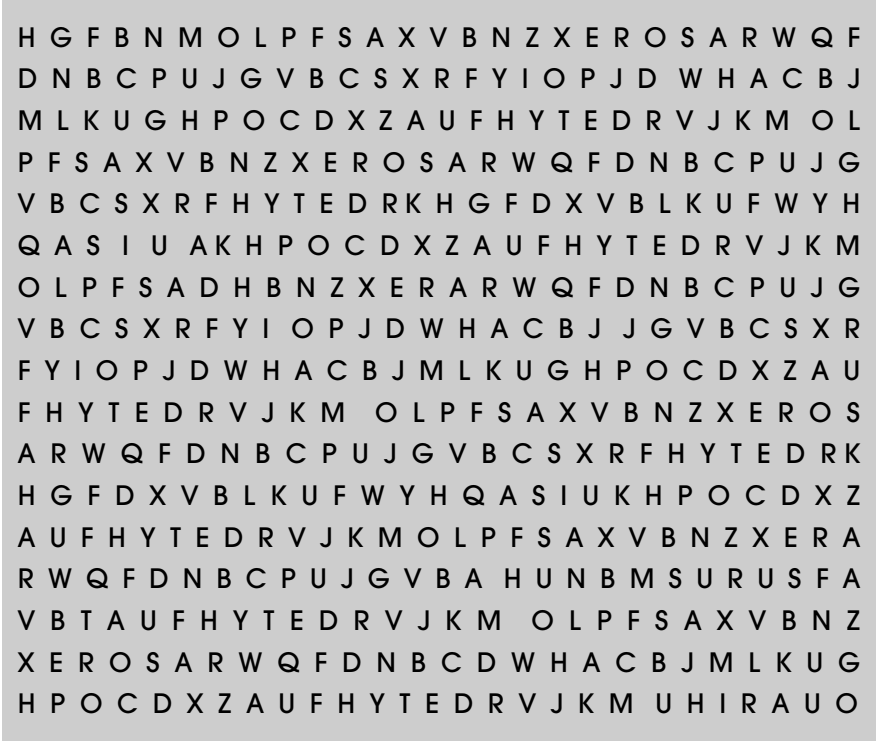 H G F B N M O L P F S A X V B N Z X E R O S A R W Q F
D N B C P U J G V B C S X R F Y I O P J D W H A C B J
M L K U G H P O C D X Z A U F H Y T E D R V J K M O L
P F S A X V B N Z X E R O S A R W Q F D N B C P U J G
V B C S X R F H Y T E D R K H G F D X V B L K U F W Y H
Q A S I U A K H P O C D X Z A U F H Y T E D R V J K M
O L P F S A D H B N Z X E R A R W Q F D N B C P U J G
V B C S X R F Y I O P J D W H A C B J J G V B C S X R
F Y I O P J D W H A C B J M L K U G H P O C D X Z A U
F H Y T E D R V J K M O L P F S A X V B N Z X E R O S
A R W Q F D N B C P U J G V B C S X R F H Y T E D R K
H G F D X V B L K U F W Y H Q A S I U K H P O C D X Z
A U F H Y T E D R V J K M O L P F S A X V B N Z X E R A
R W Q F D N B C P U J G V B A H U N B M S U R U S F A
V B T A U F H Y T E D R V J K M O L P F S A X V B N Z
X E R O S A R W Q F D N B C D W H A C B J M L K U G
H P O C D X Z A U F H Y T E D R V J K M U H I R A U O